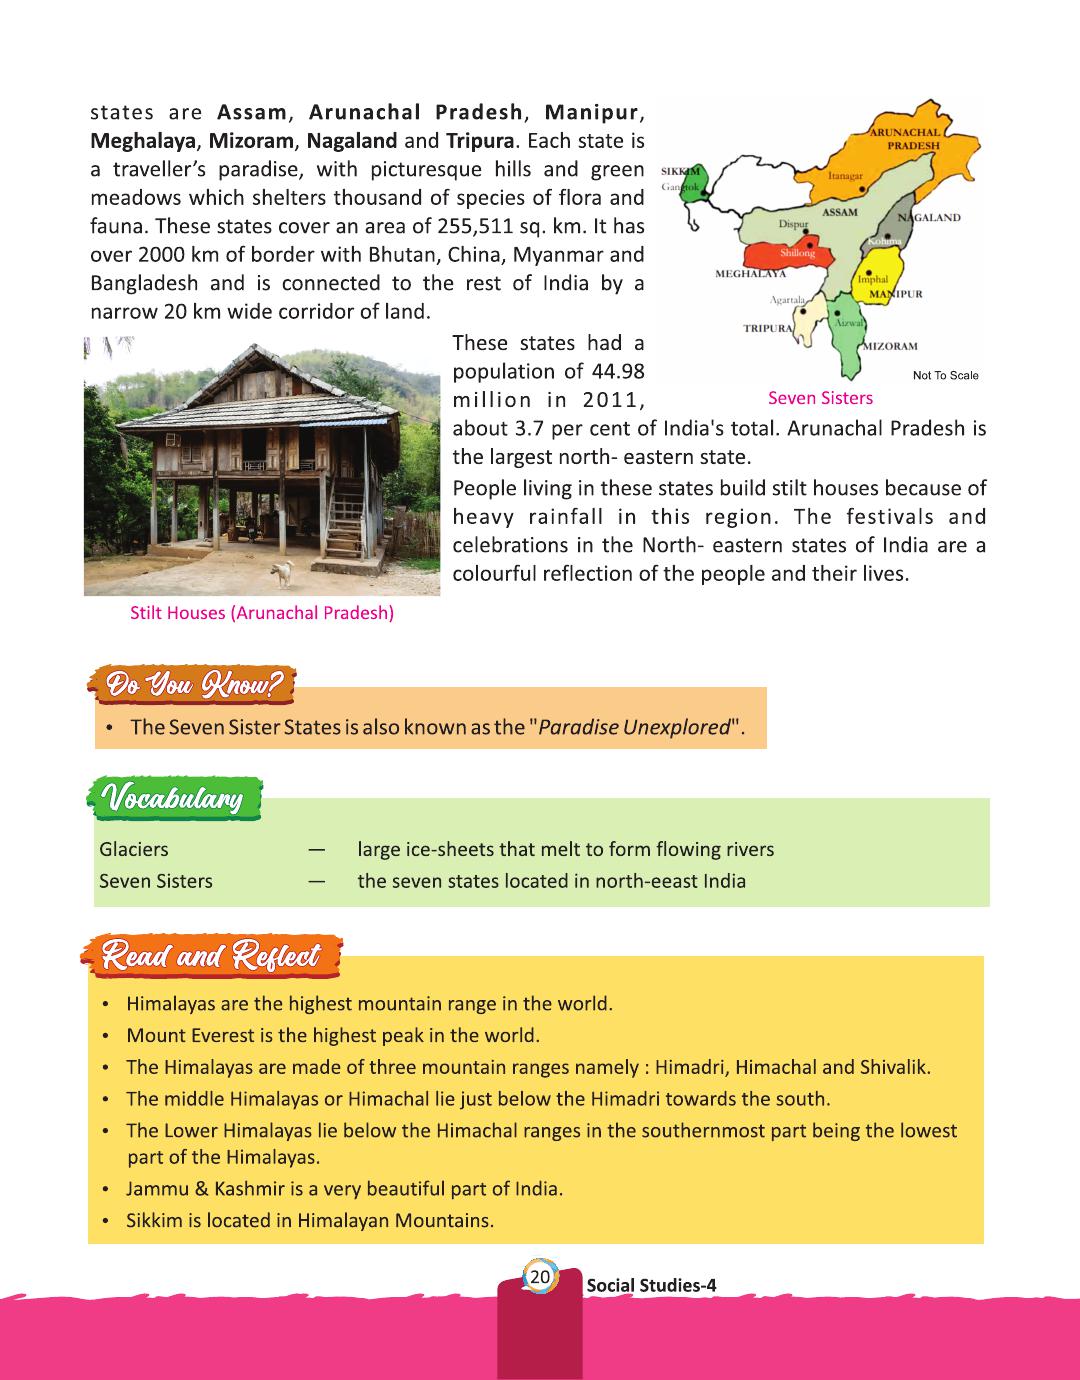 states are Assam, Arunachal Pradesh, Manipur,
Meghalaya, Mizoram, Nagaland and Tripura. Each state is
a traveller's paradise, with picturesque hills and green
meadows which shelters thousand of species of flora and
fauna. These states cover an area of 255,511 sq. km. It has
over 2000 km of border with Bhutan, China, Myanmar and
Bangladesh and is connected to the rest of India by a
narrow 20 km wide corridor of land.
ARUNACHAL
PRADESH
SIKKIM
Gangtok
Itanagar
ASSAM
NAGALAND
Dispur
Kohima
Shillong
MEGHALAYA
Imphal
MANIPUR
Agartala
Aizwal
TRIPURA
MIZORAM
Not To Scale
Seven Sisters
These states had a
population of 44.98
million in 2011,
about 3.7 per cent of India's total. Arunachal Pradesh is
the largest north- eastern state.
People living in these states build stilt houses because of
heavy rainfall in this region. The festivals and
celebrations in the North- eastern states of India are a
colourful reflection of the people and their lives.
Stilt Houses (Arunachal Pradesh)
Do You Know?
• The Seven Sister States is also known as the "Paradise Unexplored".
Vocabulary
Glaciers — large ice-sheets that melt to form flowing rivers
Seven Sisters — the seven states located in north-eeast India
Read and Reflect
• Himalayas are the highest mountain range in the world.
• Mount Everest is the highest peak in the world.
• The Himalayas are made of three mountain ranges namely : Himadri, Himachal and Shivalik.
• The middle Himalayas or Himachal lie just below the Himadri towards the south.
• The Lower Himalayas lie below the Himachal ranges in the southernmost part being the lowest
part of the Himalayas.
• Jammu & Kashmir is a very beautiful part of India.
• Sikkim is located in Himalayan Mountains.
20
Social Studies-4